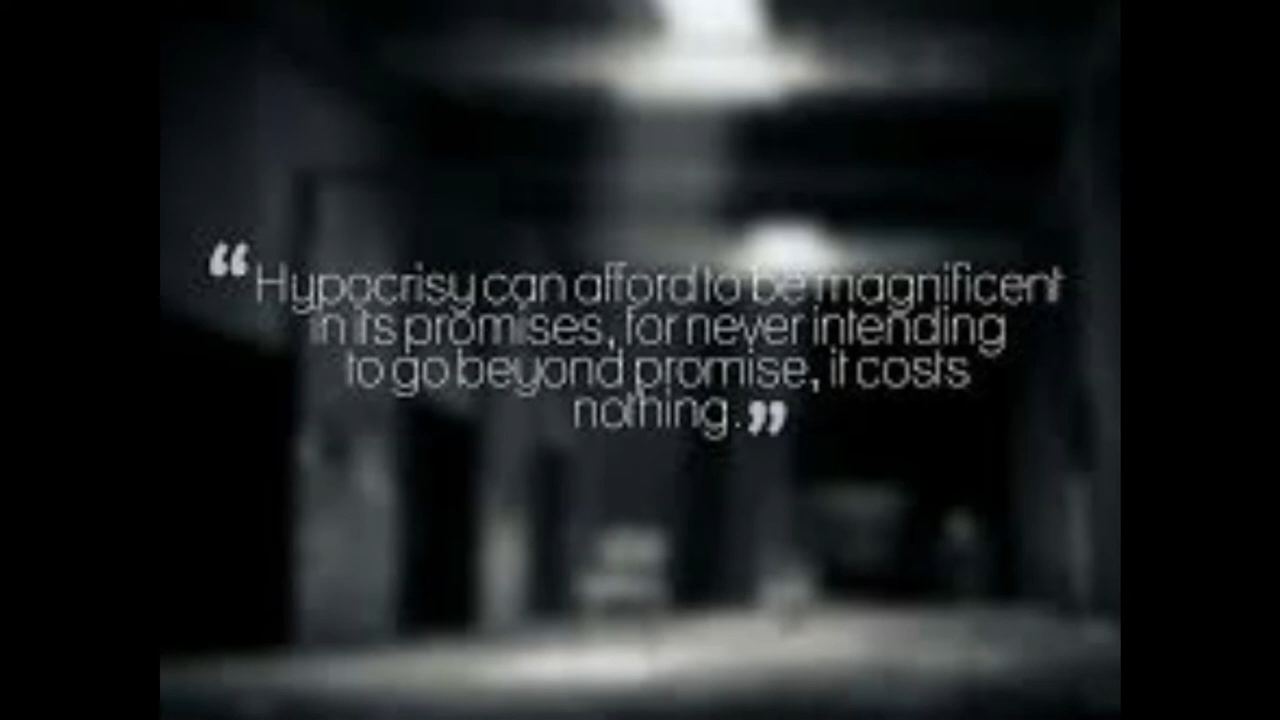 “Hypocrisy can afford to be magnificent
in its promises, for never intending
to go beyond promise, it costs
nothing.”